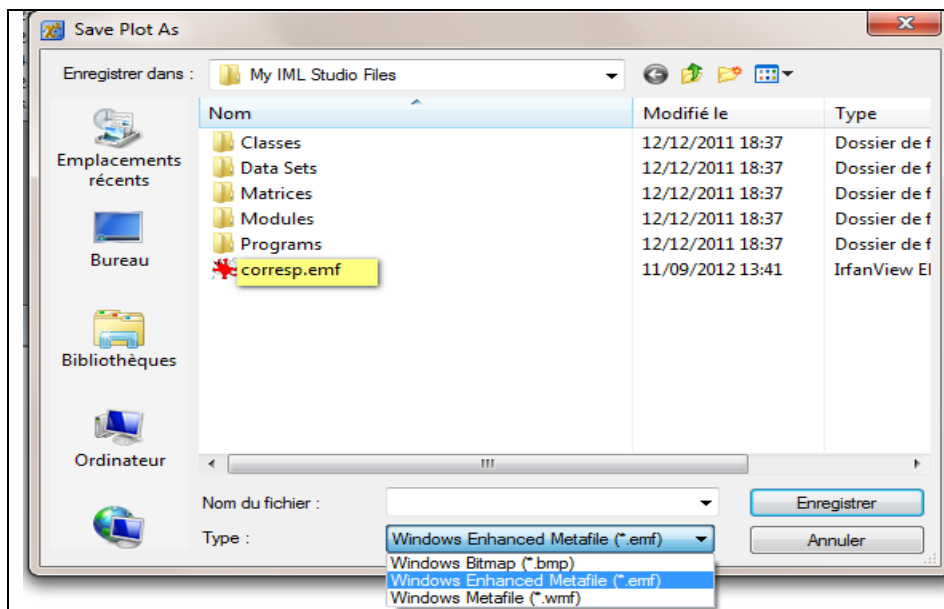 Save Plot As
Enregistrer dans :
My IML Studio Files
Nom
Modifié le
Type
Classes
12/12/2011 18:37
Dossier de f
Data Sets
12/12/2011 18:37
Dossier de f
Matrices
12/12/2011 18:37
Dossier de f
Modules
12/12/2011 18:37
Dossier de f
Programs
12/12/2011 18:37
Dossier de f
corresp.emf
11/09/2012 13:41
IrfanView El
Emplacements
récents
Bureau
Bibliothèques
Ordinateur
Nom du fichier :
Enregistrer
Type :
Windows Enhanced Metafile (*.emf)
Annuler
Windows Bitmap (*.bmp)
Windows Enhanced Metafile (*.emf)
Windows Metafile (*.wmf)